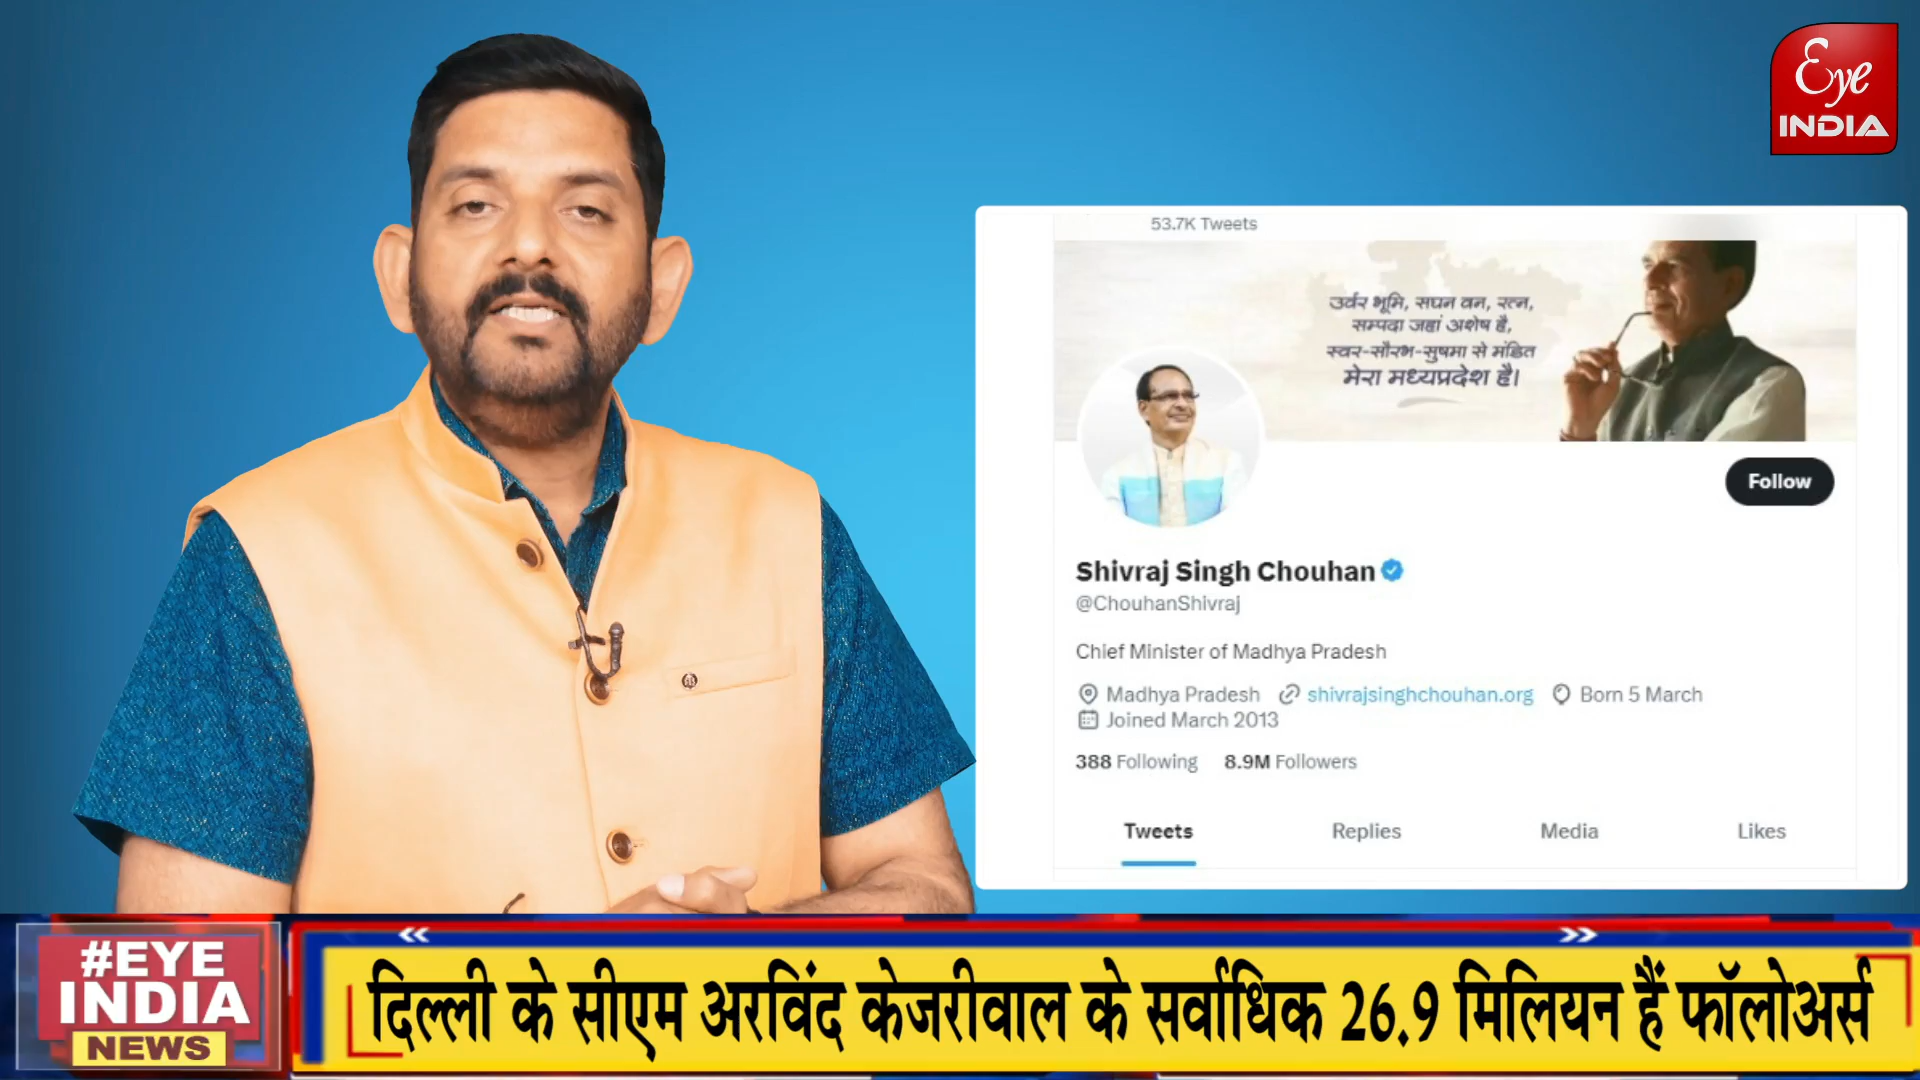 Eye
INDIA
53.7K Tweets
उर्वर भूमि, सघन वन, रत्न,
सम्पदा जहां अशेष है,
स्वर-सौरभ-सुषमा से मंडित
मेरा मध्यप्रदेश है।
Follow
Shivraj Singh Chouhan
@ChouhanShivraj
Chief Minister of Madhya Pradesh
Madhya Pradesh shivrajsinghchouhan.org Born 5 March
Joined March 2013
388 Following 8.9M Followers
Tweets Replies Media Likes
#EYE
INDIA
NEWS
दिल्ली के सीएम अरविंद केजरीवाल के सर्वाधिक 26.9 मिलियन हैं फॉलोअर्स